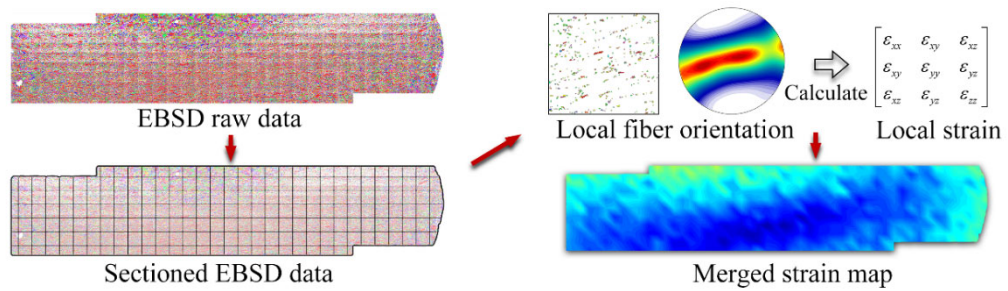 EBSD raw data
Sectioned EBSD data
Local fiber orientation
Calculate
εxx εxy εxz
εxy εyy εyz
εxz εyz εzz
Local strain
Merged strain map